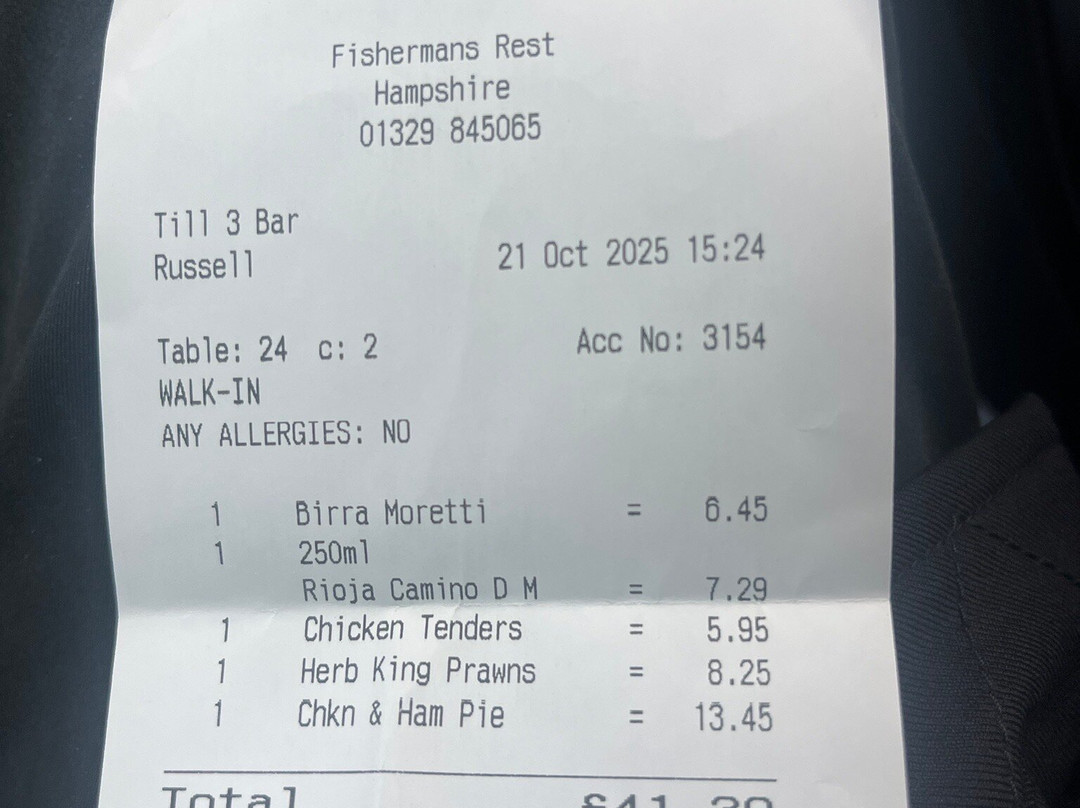 Fishermans Rest
Hampshire
01329 845065
Till 3 Bar
Russell 21 Oct 2025 15:24
Table: 24 c: 2 Acc No: 3154
WALK-IN
ANY ALLERGIES: NO
1 Birra Moretti = 6.45
1 250ml
Rioja Camino D M = 7.29
1 Chicken Tenders = 5.95
1 Herb King Prawns = 8.25
1 Chkn & Ham Pie = 13.45
Total £41.39